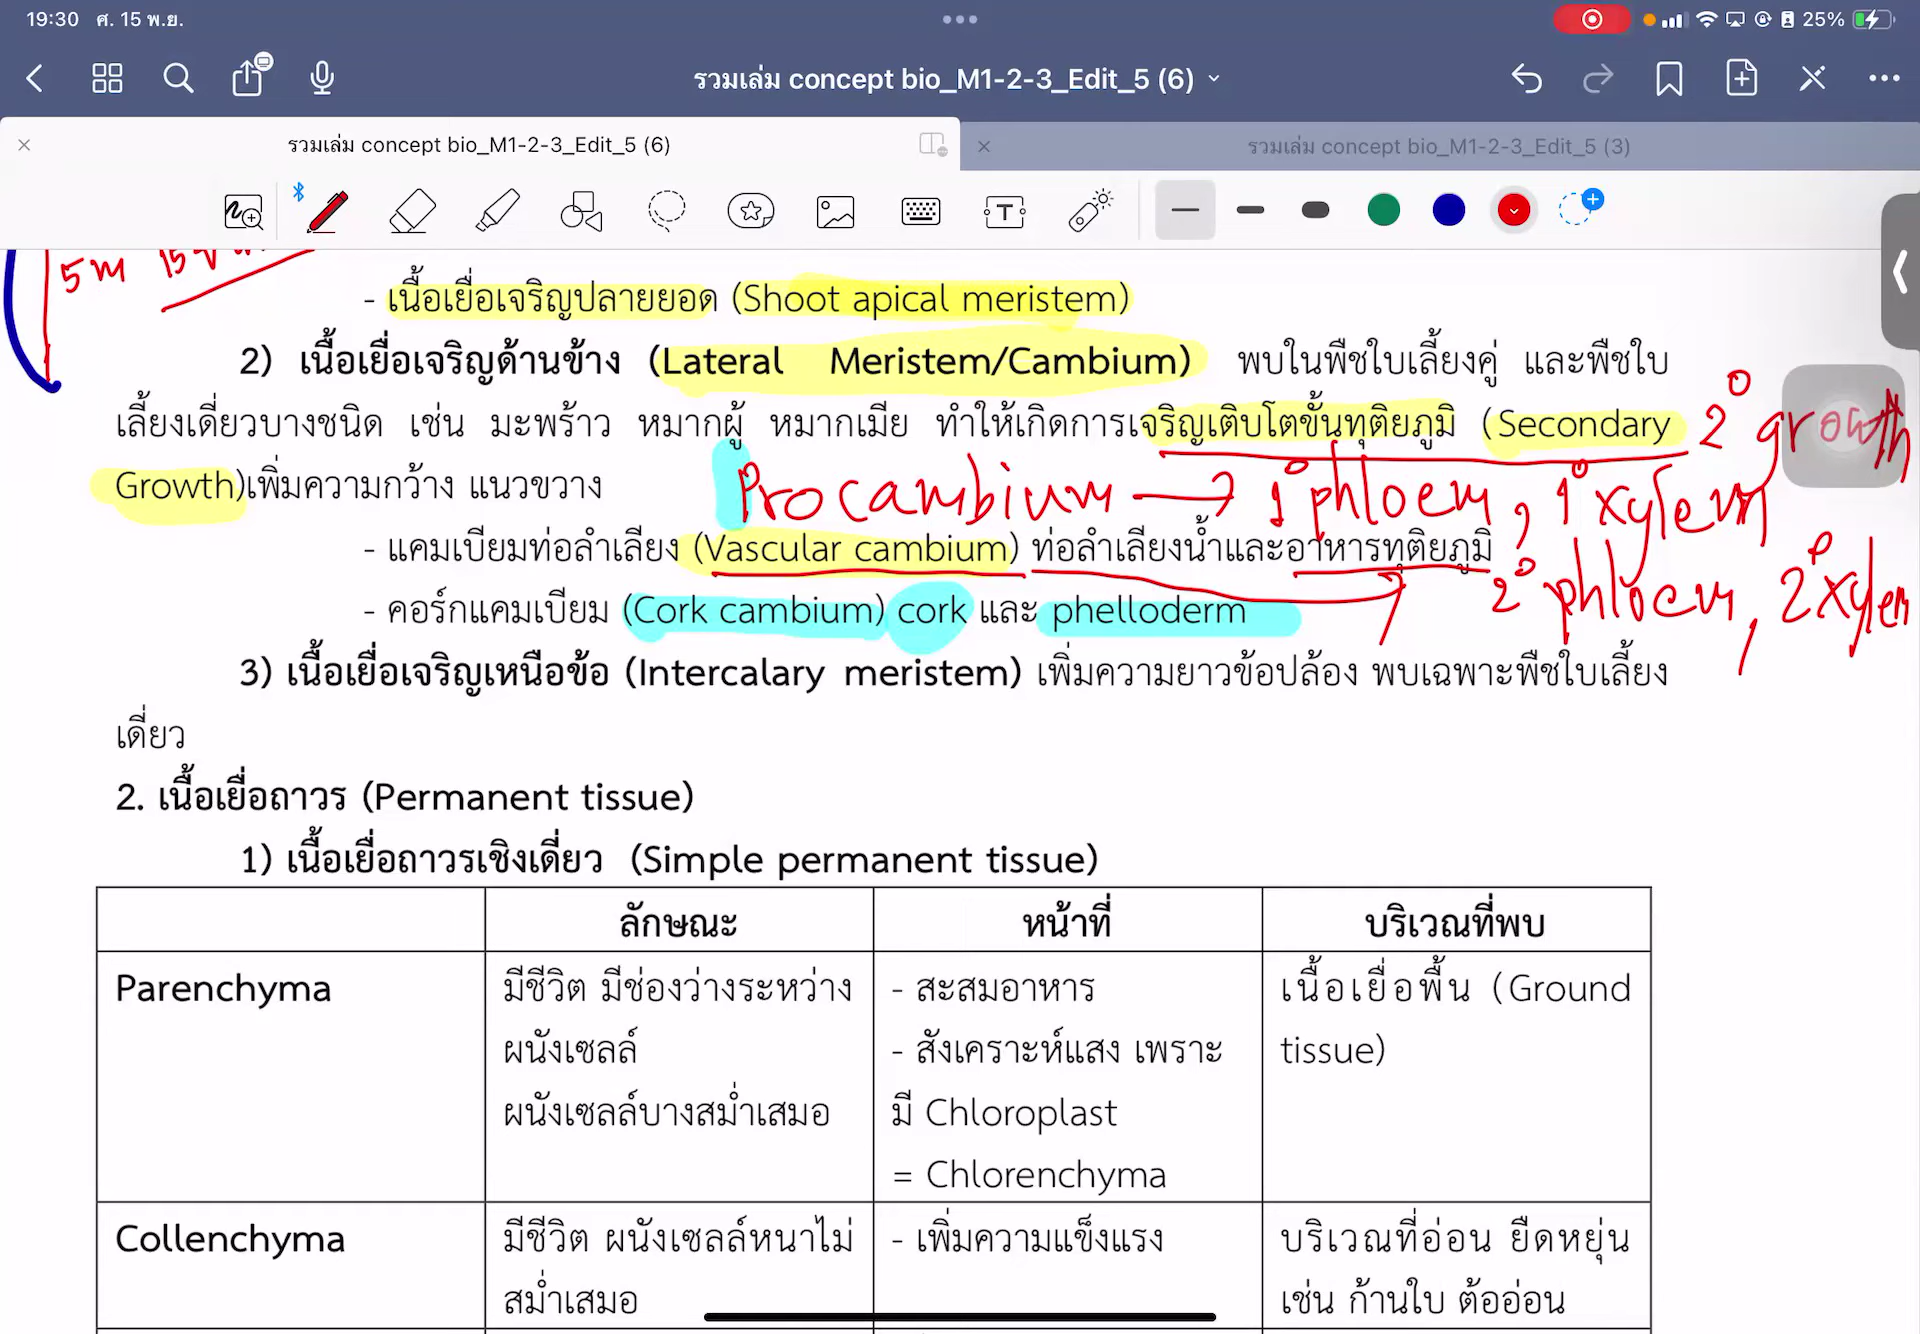 19:30 ศ. 15 พ.ย.
25%
รวมเล่ม concept bio_M1-2-3_Edit_5 (6)
รวมเล่ม concept bio_M1-2-3_Edit_5 (6)
รวมเล่ม concept bio_M1-2-3_Edit_5 (3)
5m
- เนื้อเยื่อเจริญปลายยอด (Shoot apical meristem)
2) เนื้อเยื่อเจริญด้านข้าง (Lateral Meristem/Cambium) พบในพืชใบเลี้ยงคู่ และพืชใบ
เลี้ยงเดี่ยวบางชนิด เช่น มะพร้าว หมากผู้ หมากเมีย ทำให้เกิดการเจริญเติบโตขั้นทุติยภูมิ (Secondary
2° growth
Growth)เพิ่มความกว้าง แนวขวาง
Procambium → 1° phloem, 1° xylem
- แคมเบียมท่อลำเลียง (Vascular cambium) ท่อลำเลียงน้ำและอาหารทุติยภูมิ
2° phloem, 2° xylem
- คอร์กแคมเบียม (Cork cambium) cork และ phelloderm
3) เนื้อเยื่อเจริญเหนือข้อ (Intercalary meristem) เพิ่มความยาวข้อปล้อง พบเฉพาะพืชใบเลี้ยง
เดี่ยว
2. เนื้อเยื่อถาวร (Permanent tissue)
1) เนื้อเยื่อถาวรเชิงเดี่ยว (Simple permanent tissue)
ลักษณะ หน้าที่ บริเวณที่พบ
Parenchyma มีชีวิต มีช่องว่างระหว่าง - สะสมอาหาร เนื้อเยื่อพื้น (Ground
ผนังเซลล์ - สังเคราะห์แสง เพราะ tissue)
ผนังเซลล์บางสม่ำเสมอ มี Chloroplast
= Chlorenchyma
Collenchyma มีชีวิต ผนังเซลล์หนาไม่ - เพิ่มความแข็งแรง บริเวณที่อ่อน ยืดหยุ่น
สม่ำเสมอ เช่น ก้านใบ ต้ออ่อน